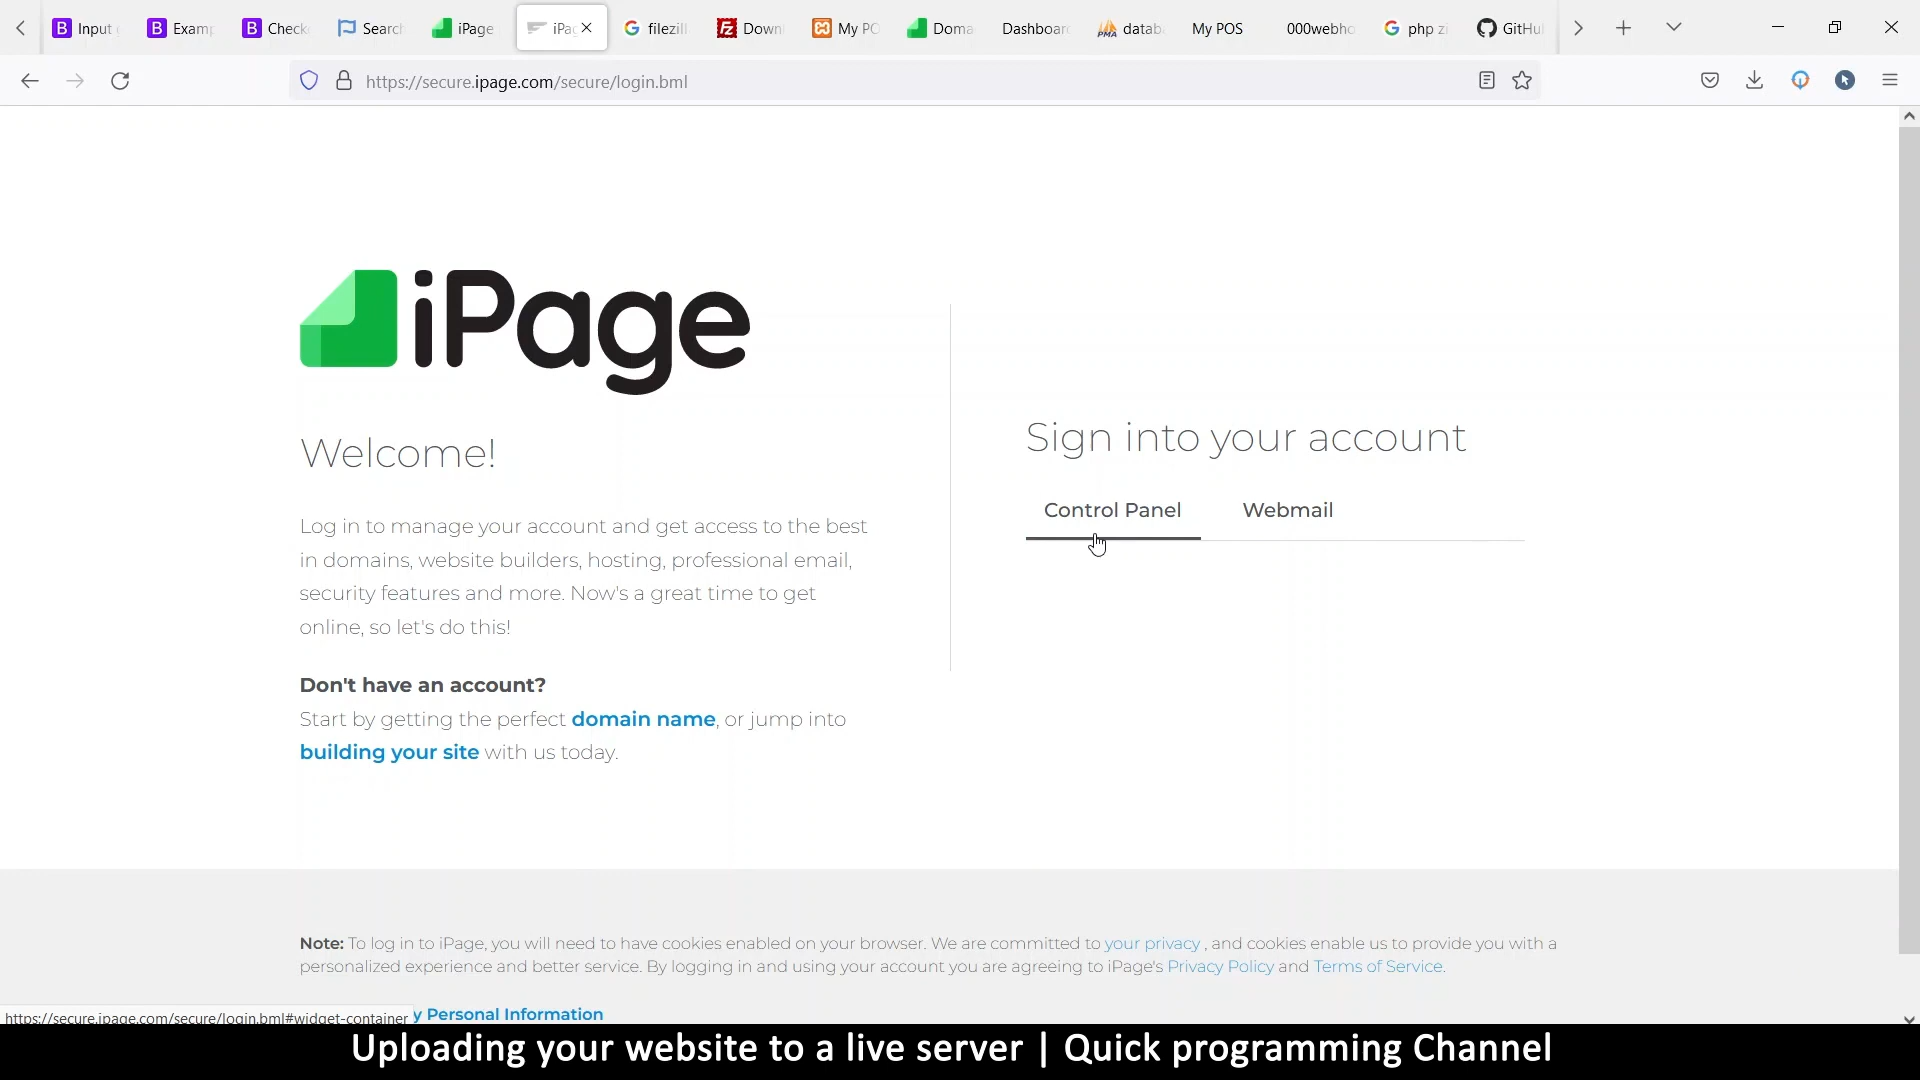 Input
Examp
Check
Search
iPage
iPag
filezill
Down
My PO
Doma
Dashboar
PMA
datab
My POS
000webho
php zi
GitHu
https://secure.ipage.com/secure/login.bml
iPage
Welcome!
Log in to manage your account and get access to the best
in domains, website builders, hosting, professional email,
security features and more. Now's a great time to get
online, so let's do this!
Don't have an account?
Start by getting the perfect domain name, or jump into
building your site with us today.
Sign into your account
Control Panel
Webmail
Note: To log in to iPage, you will need to have cookies enabled on your browser. We are committed to your privacy , and cookies enable us to provide you with a
personalized experience and better service. By logging in and using your account you are agreeing to iPage's Privacy Policy and Terms of Service.
y Personal Information
https://secure.ipage.com/secure/login.bml#widget-container
Uploading your website to a live server | Quick programming Channel